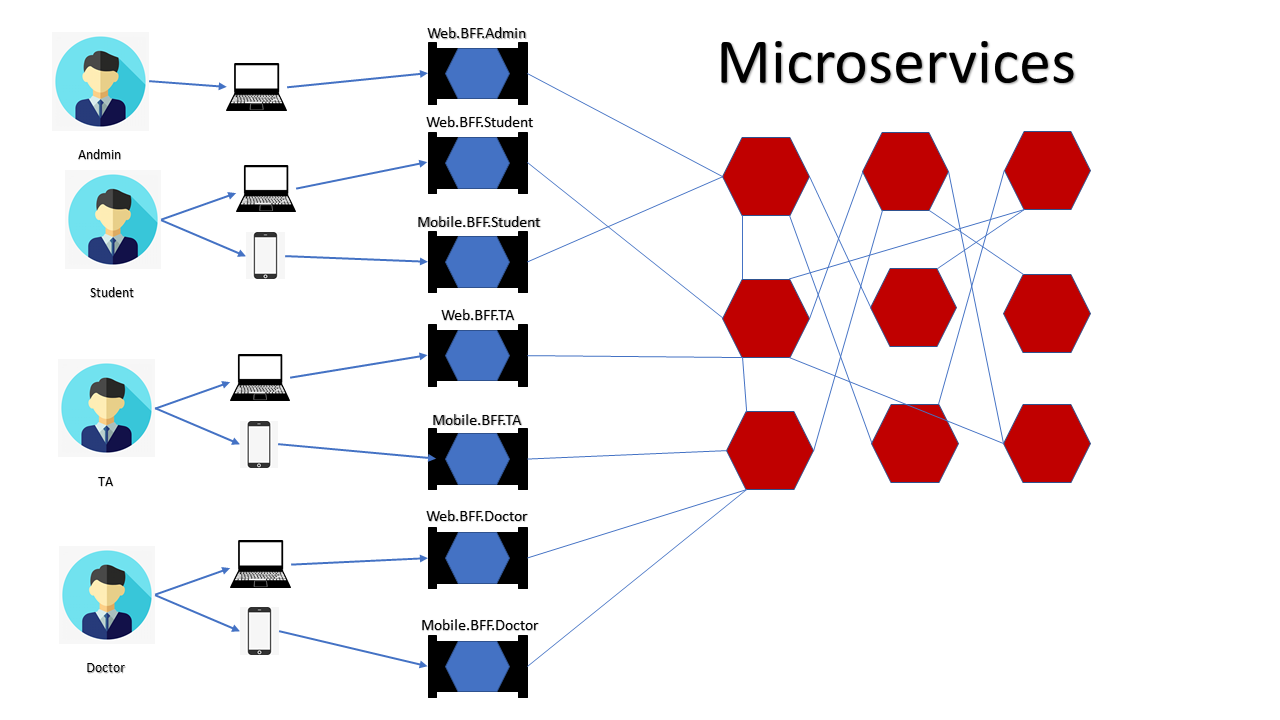 Web.BFF.Admin
Microservices
Web.BFF.Student
Andmin
Mobile.BFF.Student
Student
Web.BFF.TA
Mobile.BFF.TA
TA
Web.BFF.Doctor
Mobile.BFF.Doctor
Doctor